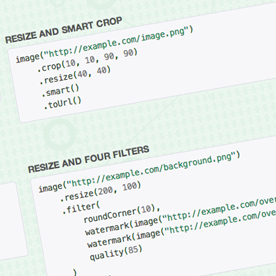 RESIZE AND SMART CROP
image("http://example.com/image.png")
.crop(10, 10, 90, 90)
.resize(40, 40)
.smart()
.toUrl()
RESIZE AND FOUR FILTERS
image("http://example.com/background.png")
.resize(200, 100)
.filter(
roundCorner(10),
watermark(image("http://example.com/over
watermark(image("http://example.com/ove
quality(85)
)